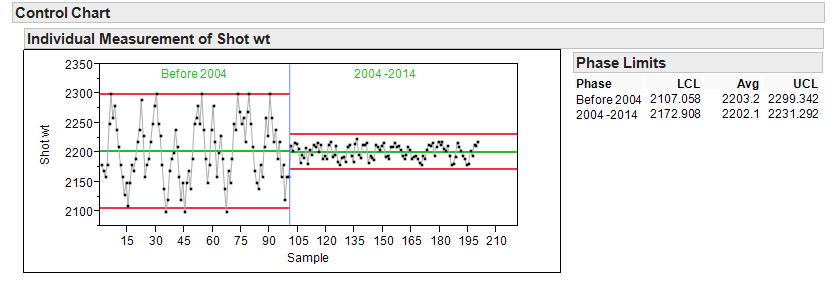 Control Chart
Individual Measurement of Shot wt
Before 2004 2004-2014
Shot wt
2350
2300
2250
2200
2150
2100
15 30 45 60 75 90 105 120 135 150 165 180 195 210
Sample
Phase Limits
Phase LCL Avg UCL
Before 2004 2107.058 2203.2 2299.342
2004-2014 2172.908 2202.1 2231.292